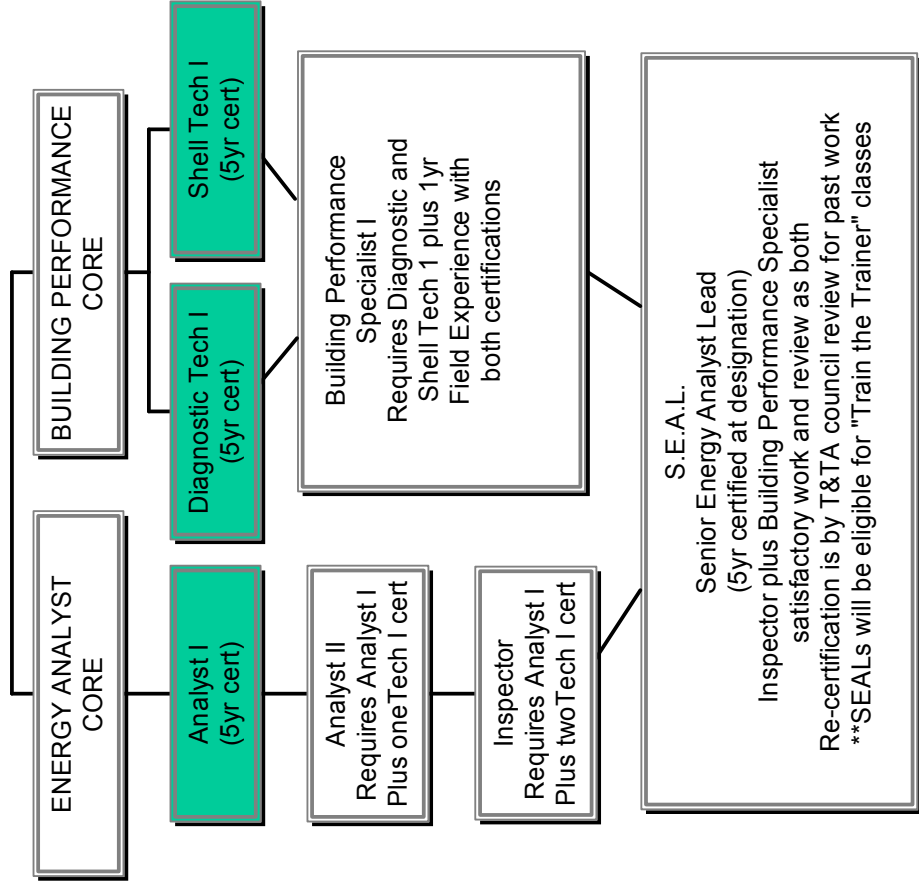 ENERGY ANALYST
CORE
BUILDING PERFORMANCE
CORE
Analyst I
(5yr cert)
Diagnostic Tech I
(5yr cert)
Shell Tech I
(5yr cert)
Analyst II
Requires Analyst I
Plus oneTech I cert
Building Performance
Specialist I
Requires Diagnostic and
Shell Tech 1 plus 1yr
Field Experience with
both certifications
Inspector
Requires Analyst I
Plus twoTech I cert
S.E.A.L.
Senior Energy Analyst Lead
(5yr certified at designation)
Inspector plus Building Performance Specialist
satisfactory work and review as both
Re-certification is by T&TA council review for past work
**SEALs will be eligible for "Train the Trainer" classes